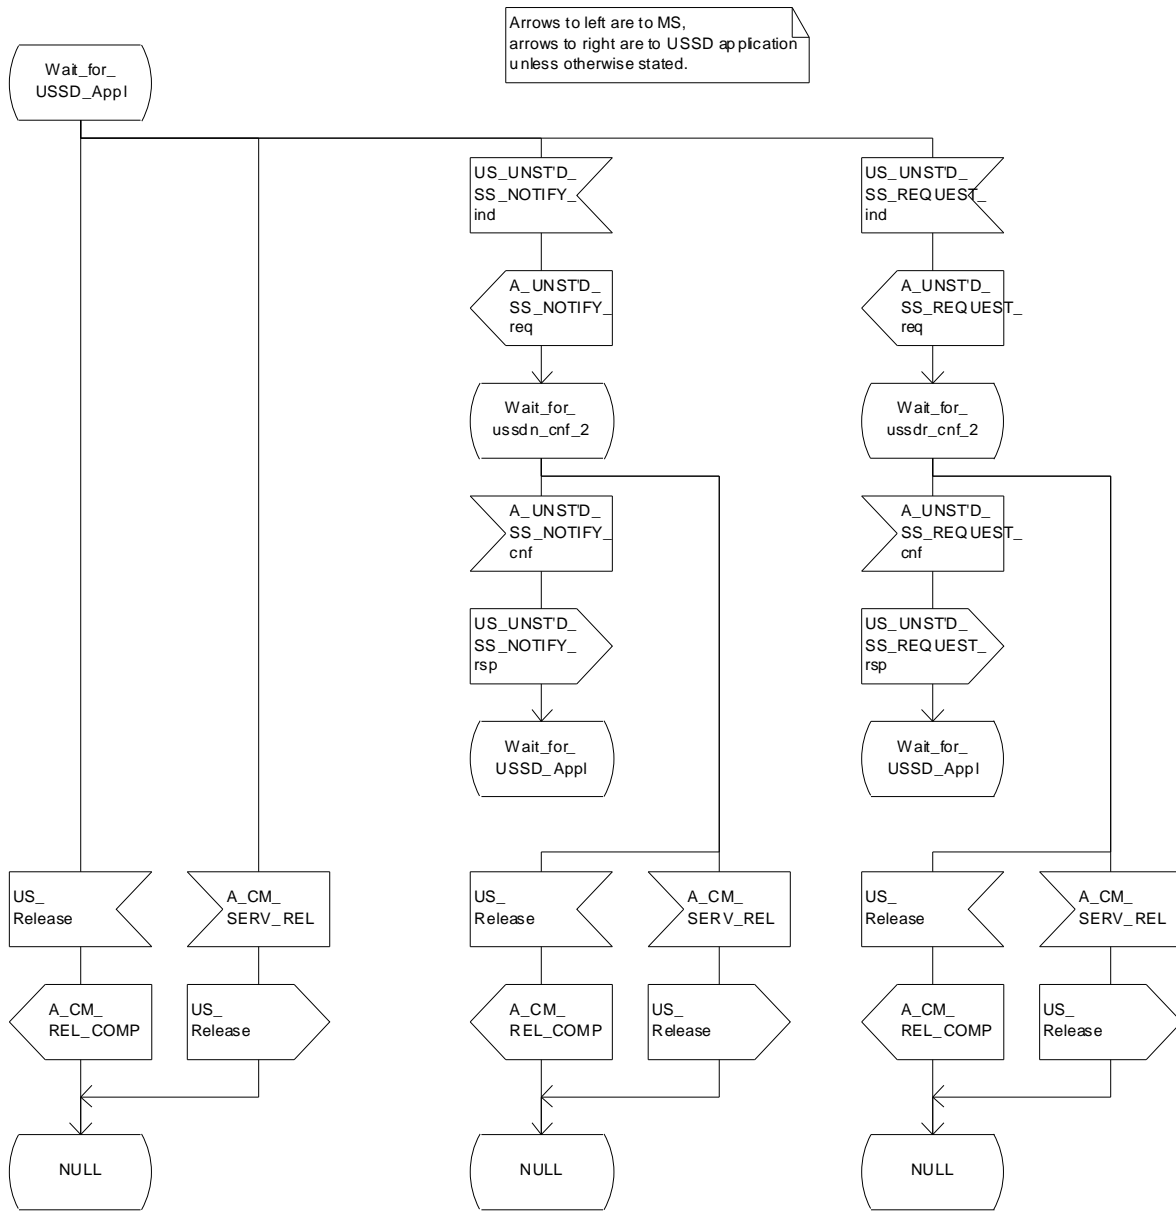 Arrows to left are to MS,
arrows to right are to USSD application
unless otherwise stated.
Wait_for_
USSD_Appl
US_UNST'D_
SS_NOTIFY_
ind
US_UNST'D_
SS_REQUEST_
ind
A_UNST'D_
SS_NOTIFY_
req
A_UNST'D_
SS_REQUEST_
req
Wait_for_
ussdn_cnf_2
Wait_for_
ussdr_cnf_2
A_UNST'D_
SS_NOTIFY_
cnf
A_UNST'D_
SS_REQUEST_
cnf
US_UNST'D_
SS_NOTIFY_
rsp
US_UNST'D_
SS_REQUEST_
rsp
Wait_for_
USSD_Appl
Wait_for_
USSD_Appl
US_
Release
A_CM_
SERV_REL
US_
Release
A_CM_
SERV_REL
US_
Release
A_CM_
SERV_REL
A_CM_
REL_COMP
US_
Release
A_CM_
REL_COMP
US_
Release
A_CM_
REL_COMP
US_
Release
NULL
NULL
NULL